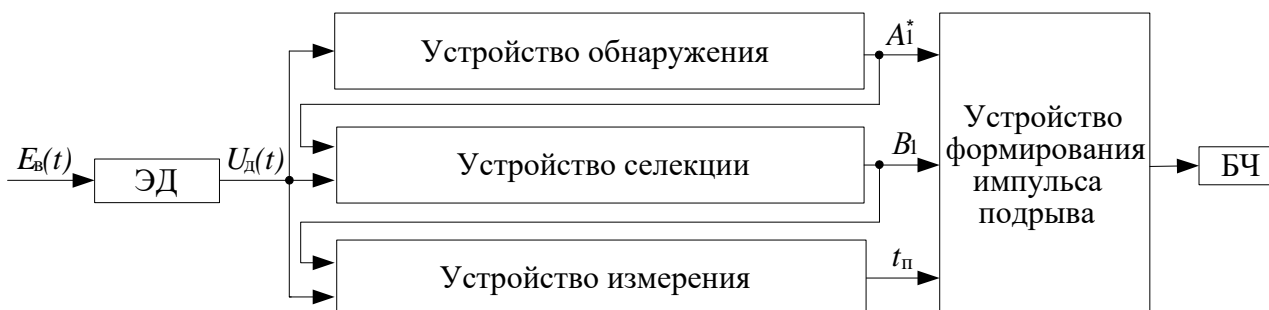 Устройство обнаружения
A1*
Устройство
формирования
импульса
подрыва
Eв(t)
ЭД
Uд(t)
Устройство селекции
B1
БЧ
Устройство измерения
tп